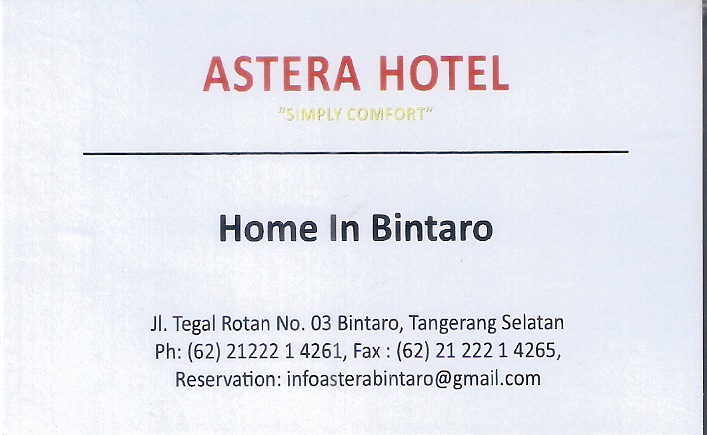 ASTERA HOTEL
"SIMPLY COMFORT"
Home In Bintaro
Jl. Tegal Rotan No. 03 Bintaro, Tangerang Selatan
Ph: (62) 21222 1 4261, Fax : (62) 21 222 1 4265,
Reservation: infoasterabintaro@gmail.com